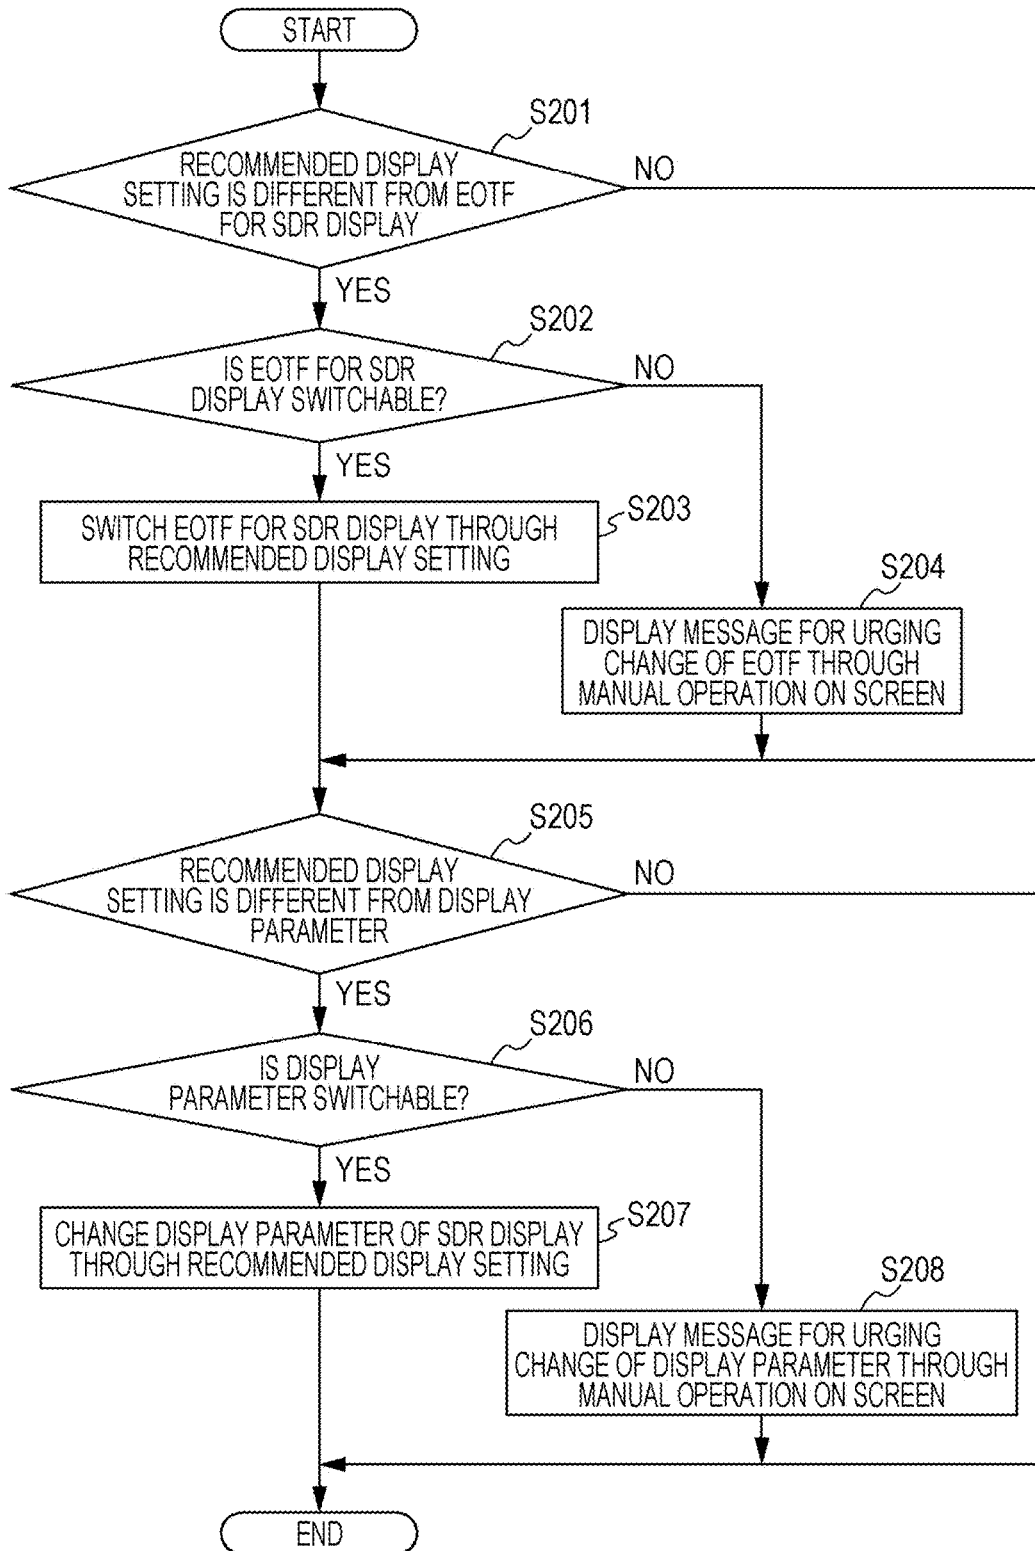 START
S201
RECOMMENDED DISPLAY
SETTING IS DIFFERENT FROM EOTF
FOR SDR DISPLAY
NO
YES
S202
IS EOTF FOR SDR
DISPLAY SWITCHABLE?
NO
YES
S203
SWITCH EOTF FOR SDR DISPLAY THROUGH
RECOMMENDED DISPLAY SETTING
S204
DISPLAY MESSAGE FOR URGING
CHANGE OF EOTF THROUGH
MANUAL OPERATION ON SCREEN
S205
RECOMMENDED DISPLAY
SETTING IS DIFFERENT FROM DISPLAY
PARAMETER
NO
YES
S206
IS DISPLAY
PARAMETER SWITCHABLE?
NO
YES
S207
CHANGE DISPLAY PARAMETER OF SDR DISPLAY
THROUGH RECOMMENDED DISPLAY SETTING
S208
DISPLAY MESSAGE FOR URGING
CHANGE OF DISPLAY PARAMETER THROUGH
MANUAL OPERATION ON SCREEN
END